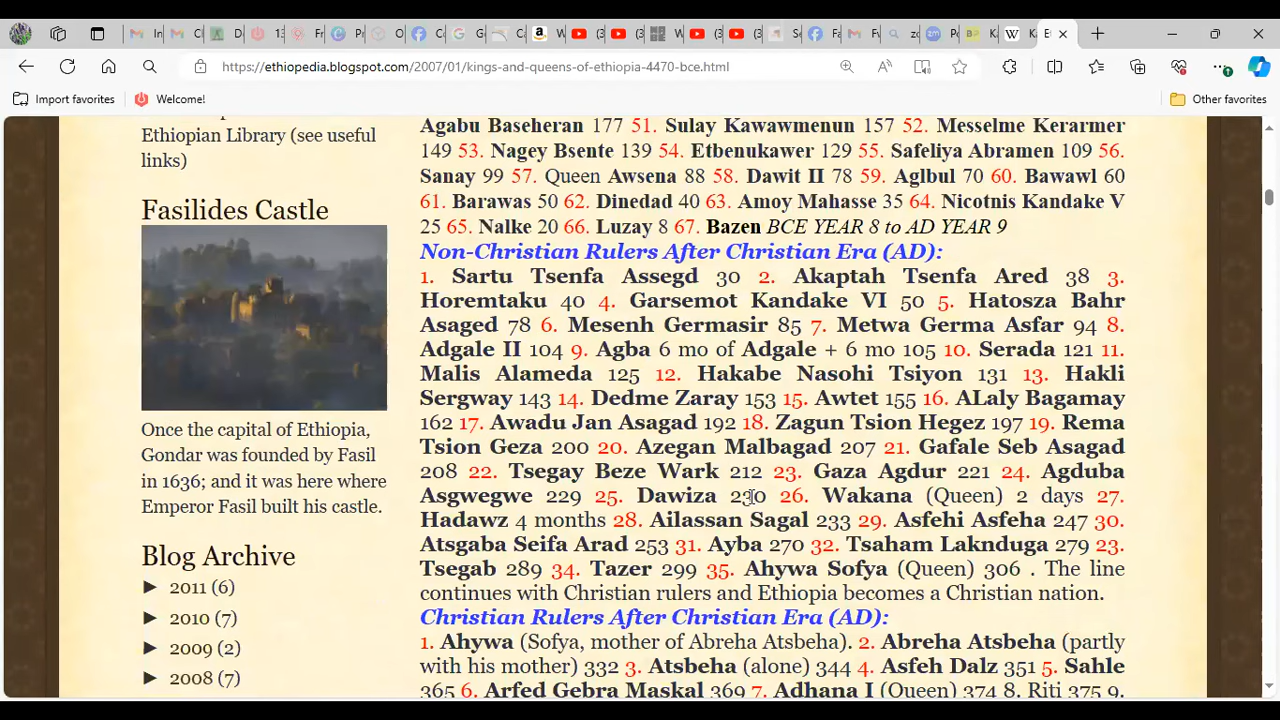 https://ethiopedia.blogspot.com/2007/01/kings-and-queens-of-ethiopia-4470-bce.html
Import favorites
Welcome!
Other favorites
Ethiopian Library (see useful
links)
Fasilides Castle
Once the capital of Ethiopia,
Gondar was founded by Fasil
in 1636; and it was here where
Emperor Fasil built his castle.
Blog Archive
► 2011 (6)
► 2010 (7)
► 2009 (2)
► 2008 (7)
Agabu Baseheran 177 51. Sulay Kawawmenun 157 52. Messelme Kerarmer
149 53. Nagey Bsente 139 54. Etbenukawer 129 55. Safeliya Abramen 109 56.
Sanay 99 57. Queen Awsena 88 58. Dawit II 78 59. Aglbul 70 60. Bawawl 60
61. Barawas 50 62. Dinedad 40 63. Amoy Mahasse 35 64. Nicotnis Kandake V
25 65. Nalke 20 66. Luzay 8 67. Bazen BCE YEAR 8 to AD YEAR 9
Non-Christian Rulers After Christian Era (AD):
1. Sartu Tsenfa Assegd 30 2. Akaptah Tsenfa Ared 38 3.
Horemtaku 40 4. Garsemot Kandake VI 50 5. Hatosza Bahr
Asaged 78 6. Mesenh Germasir 85 7. Metwa Germa Asfar 94 8.
Adgale II 104 9. Agba 6 mo of Adgale + 6 mo 105 10. Serada 121 11.
Malis Alameda 125 12. Hakabe Nasohi Tsiyon 131 13. Hakli
Sergway 143 14. Dedme Zaray 153 15. Awtet 155 16. ALaly Bagamay
162 17. Awadu Jan Asagad 192 18. Zagun Tsion Hegez 197 19. Rema
Tsion Geza 200 20. Azegan Malbagad 207 21. Gafale Seb Asagad
208 22. Tsegay Beze Wark 212 23. Gaza Agdur 221 24. Agduba
Asgwegwe 229 25. Dawiza 230 26. Wakana (Queen) 2 days 27.
Hadawz 4 months 28. Ailassan Sagal 233 29. Asfehi Asfeha 247 30.
Atsgaba Seifa Arad 253 31. Ayba 270 32. Tsaham Laknduga 279 23.
Tsegab 289 34. Tazer 299 35. Ahywa Sofya (Queen) 306 . The line
continues with Christian rulers and Ethiopia becomes a Christian nation.
Christian Rulers After Christian Era (AD):
1. Ahywa (Sofya, mother of Abreha Atsbeha). 2. Abreha Atsbeha (partly
with his mother) 332 3. Atsbeha (alone) 344 4. Asfeh Dalz 351 5. Sahle
365 6. Arfed Gebra Maskal 369 7. Adhana I (Queen) 374 8. Riti 375 9.